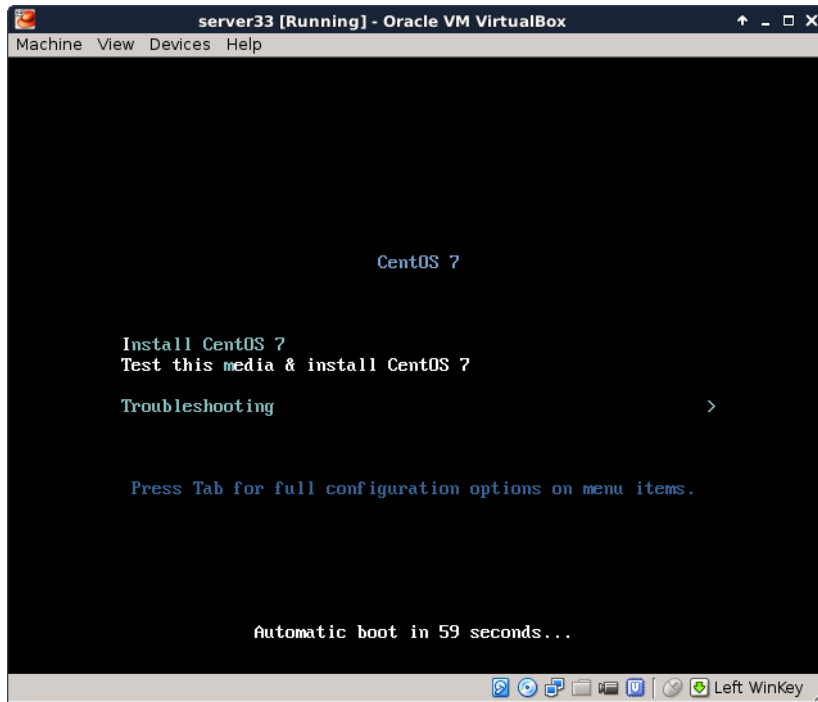 server33 [Running] - Oracle VM VirtualBox
Machine View Devices Help
CentOS 7
Install CentOS 7
Test this media & install CentOS 7
Troubleshooting >
Press Tab for full configuration options on menu items.
Automatic boot in 59 seconds...
Left WinKey